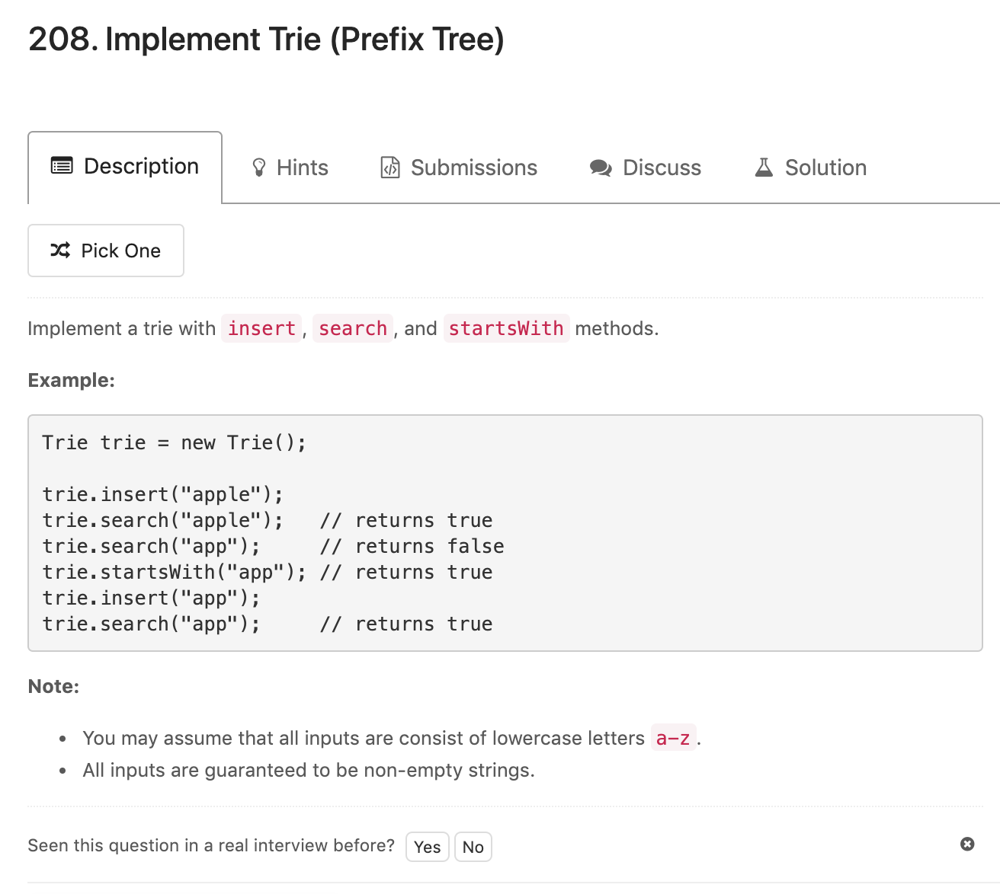 208. Implement Trie (Prefix Tree)
Description Hints Submissions Discuss Solution
Pick One
Implement a trie with insert, search, and startsWith methods.
Example:
Trie trie = new Trie();
trie.insert("apple");
trie.search("apple");   // returns true
trie.search("app");     // returns false
trie.startsWith("app"); // returns true
trie.insert("app");
trie.search("app");     // returns true
Note:
• You may assume that all inputs are consist of lowercase letters a-z.
• All inputs are guaranteed to be non-empty strings.
Seen this question in a real interview before? Yes No